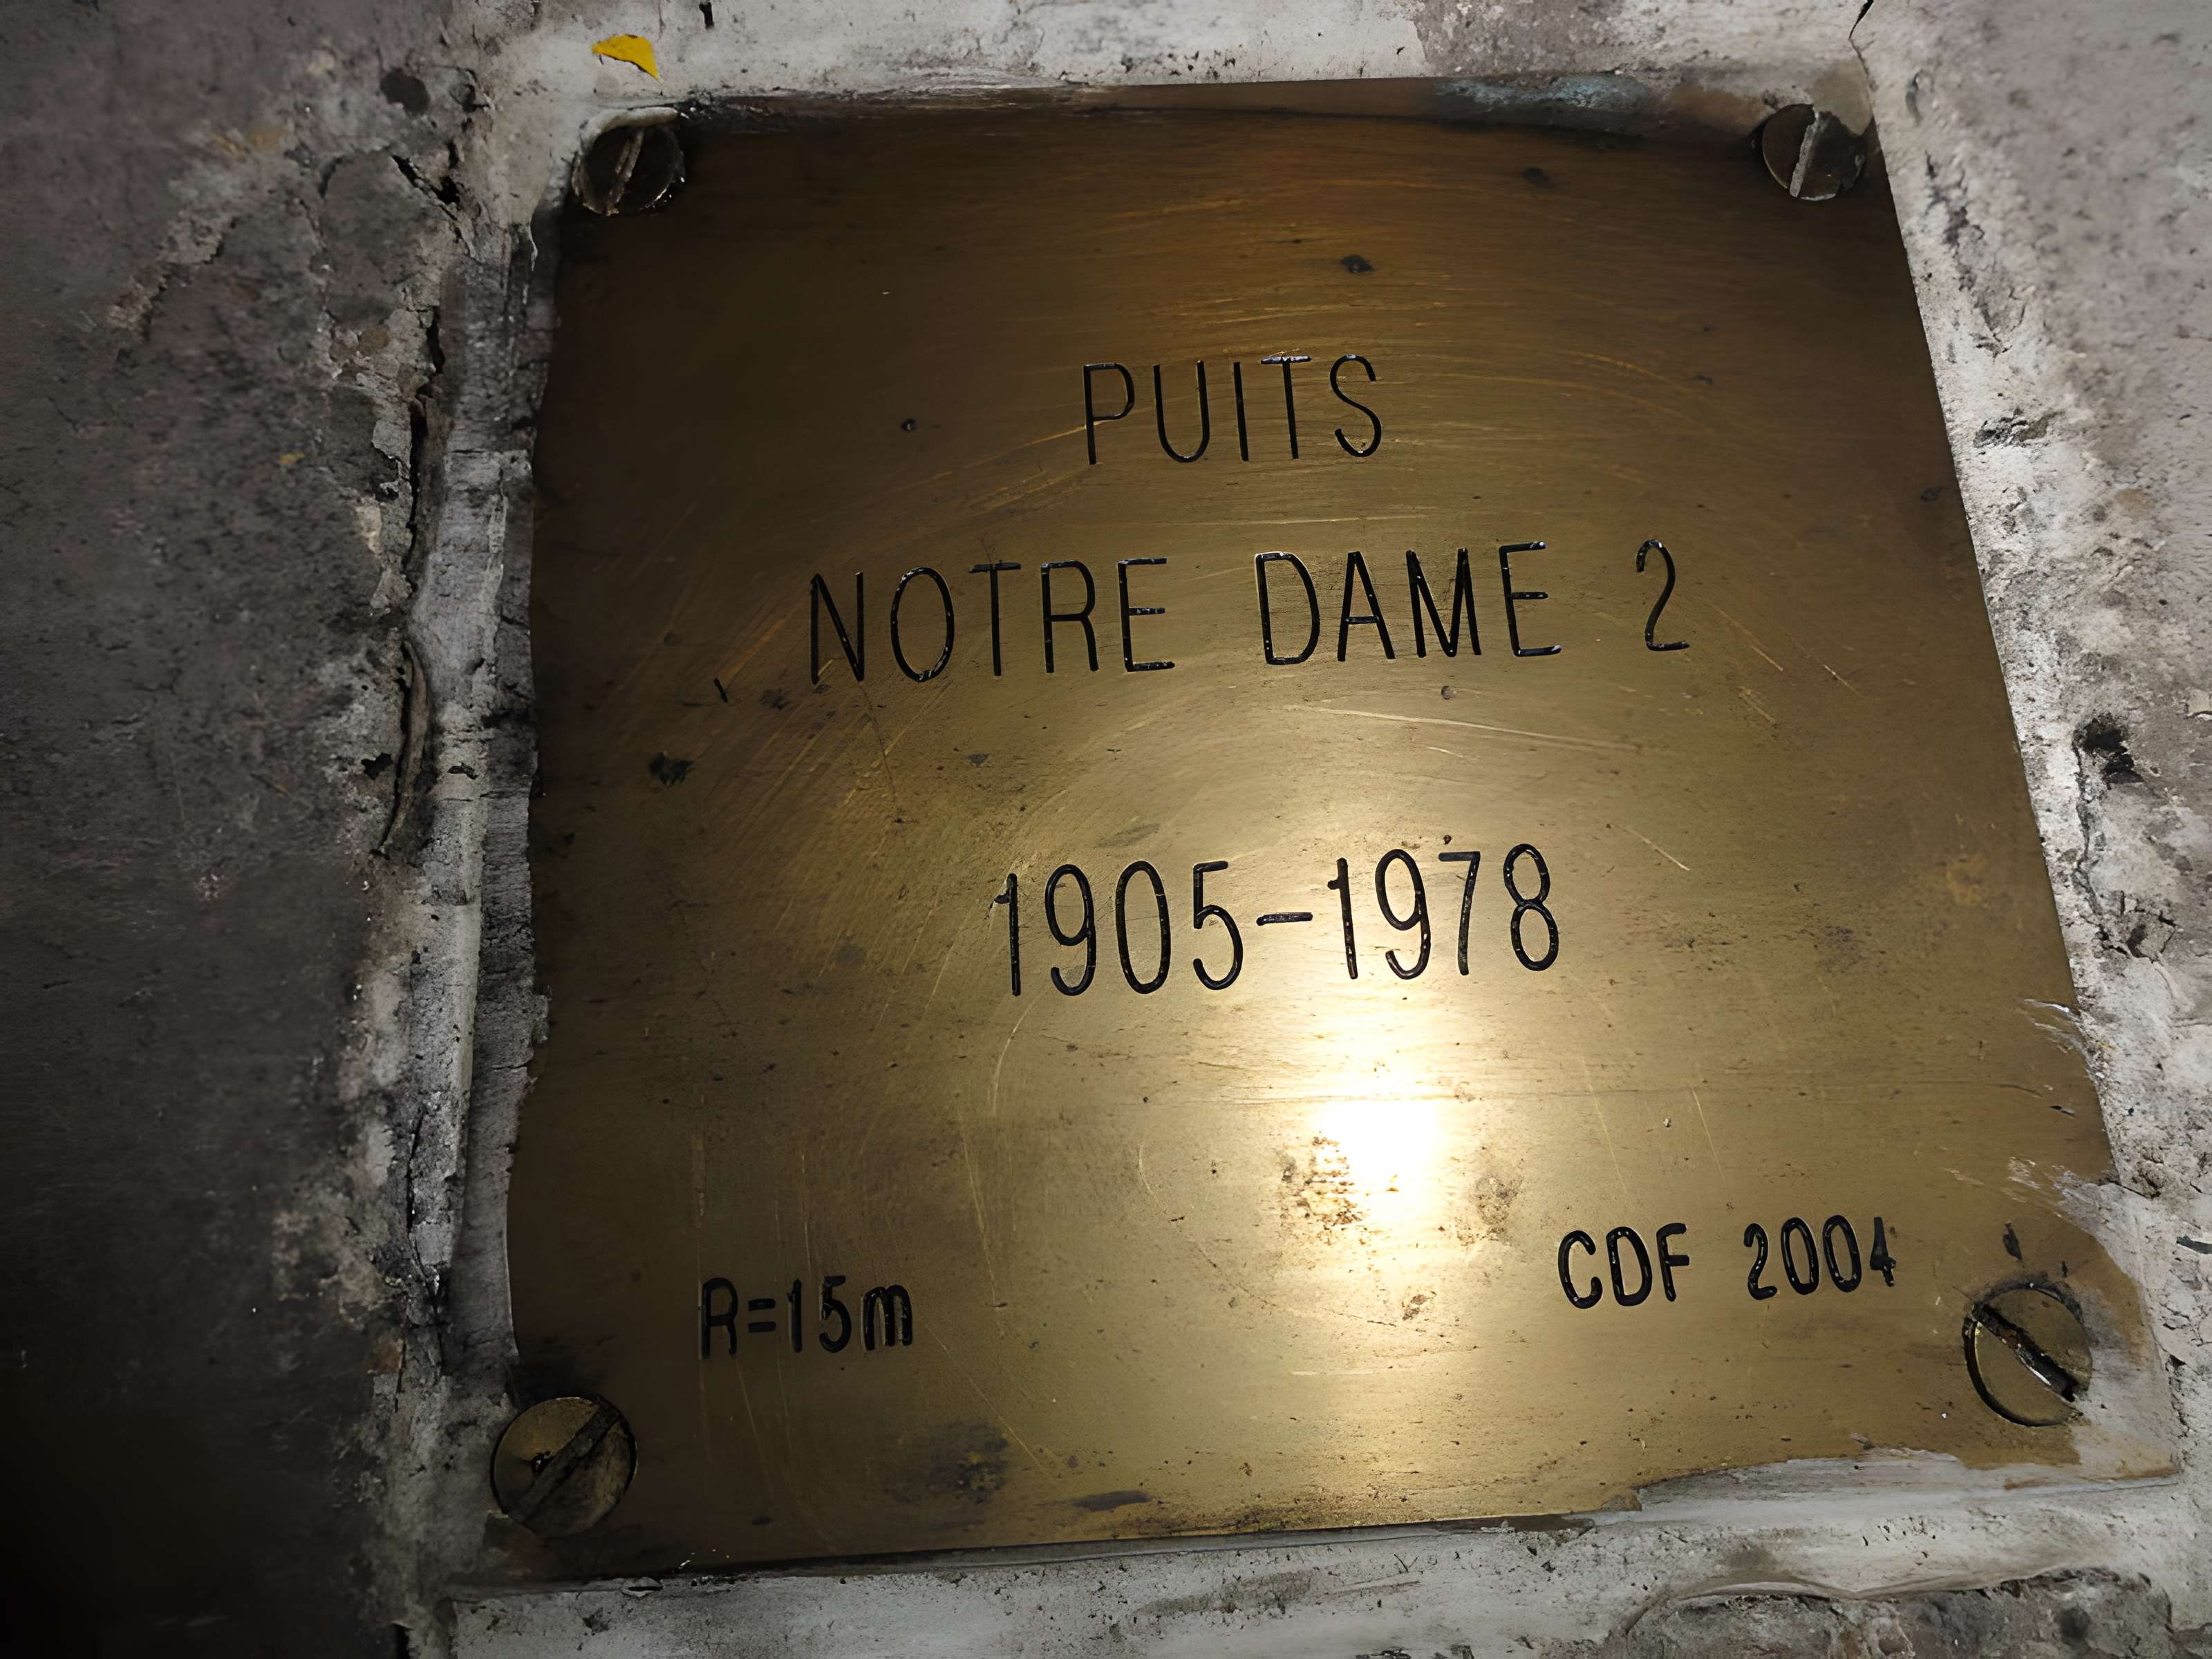 PUITS
NOTRE DAME 2
1905-1978
R=15m
CDF 2004